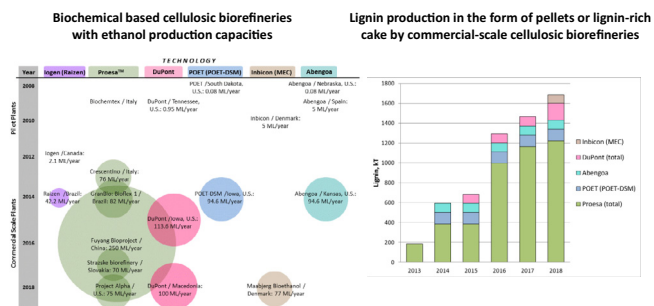 Biochemical based cellulosic biorefineries
with ethanol production capacities
Lignin production in the form of pellets or lignin-rich
cake by commercial-scale cellulosic biorefineries
TECHNOLOGY
Year
Iogen (Raizen)
Proesa™
DuPont
POET (POET-DSM)
Inbicon (MEC)
Abengoa
Pilot Plants
Commercial Scale Plants
2008
POET /South Dakota,
U.S.: 0.08 ML/year
Abengoa / Nebraska, U.S.:
0.08 ML/year
Biochemtex / Italy
DuPont / Tennessee,
U.S.: 0.95 ML/year
Abengoa / Spain:
5 ML/year
2010
Inbicon / Denmark:
5 ML/year
2012
Iogen /Canada:
2.1 ML/year
Crescentino / Italy:
76 ML/year
2014
Raizen /Brazil:
42.2 ML/year
GranBio: Bioflex 1 /
Brazil: 82 ML/year
POET-DSM /Iowa, U.S.:
94.6 ML/year
Abengoa / Kansas, U.S.:
94.6 ML/year
DuPont /Iowa, U.S.:
113.8 ML/year
2016
Fuyang Bioproject /
China: 250 ML/year
Strazske biorefinery /
Slovakia: 70 ML/year
2018
Project Alpha /
U.S.: 75 ML/year
DuPont / Macedonia:
100 ML/year
Maabjerg Bioethanol /
Denmark: 77 ML/year
Lignin, kT
1800
1600
1400
1200
1000
800
600
400
200
0
2013
2014
2015
2016
2017
2018
Inbicon (MEC)
DuPont (total)
Abengoa
POET (POET-DSM)
Proesa (total)